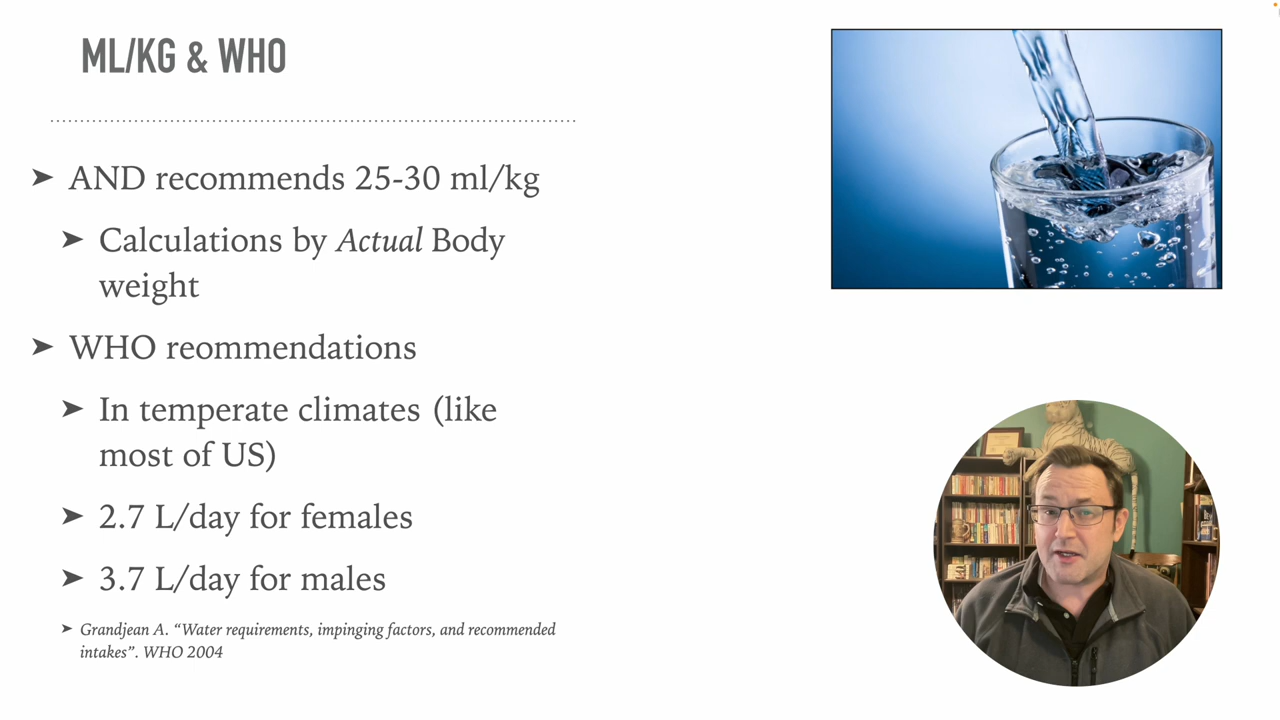 ML/KG & WHO
➤ AND recommends 25-30 ml/kg
➤ Calculations by Actual Body
weight
➤ WHO reommendations
➤ In temperate climates (like
most of US)
➤ 2.7 L/day for females
➤ 3.7 L/day for males
➤ Grandjean A. “Water requirements, impinging factors, and recommended
intakes”. WHO 2004